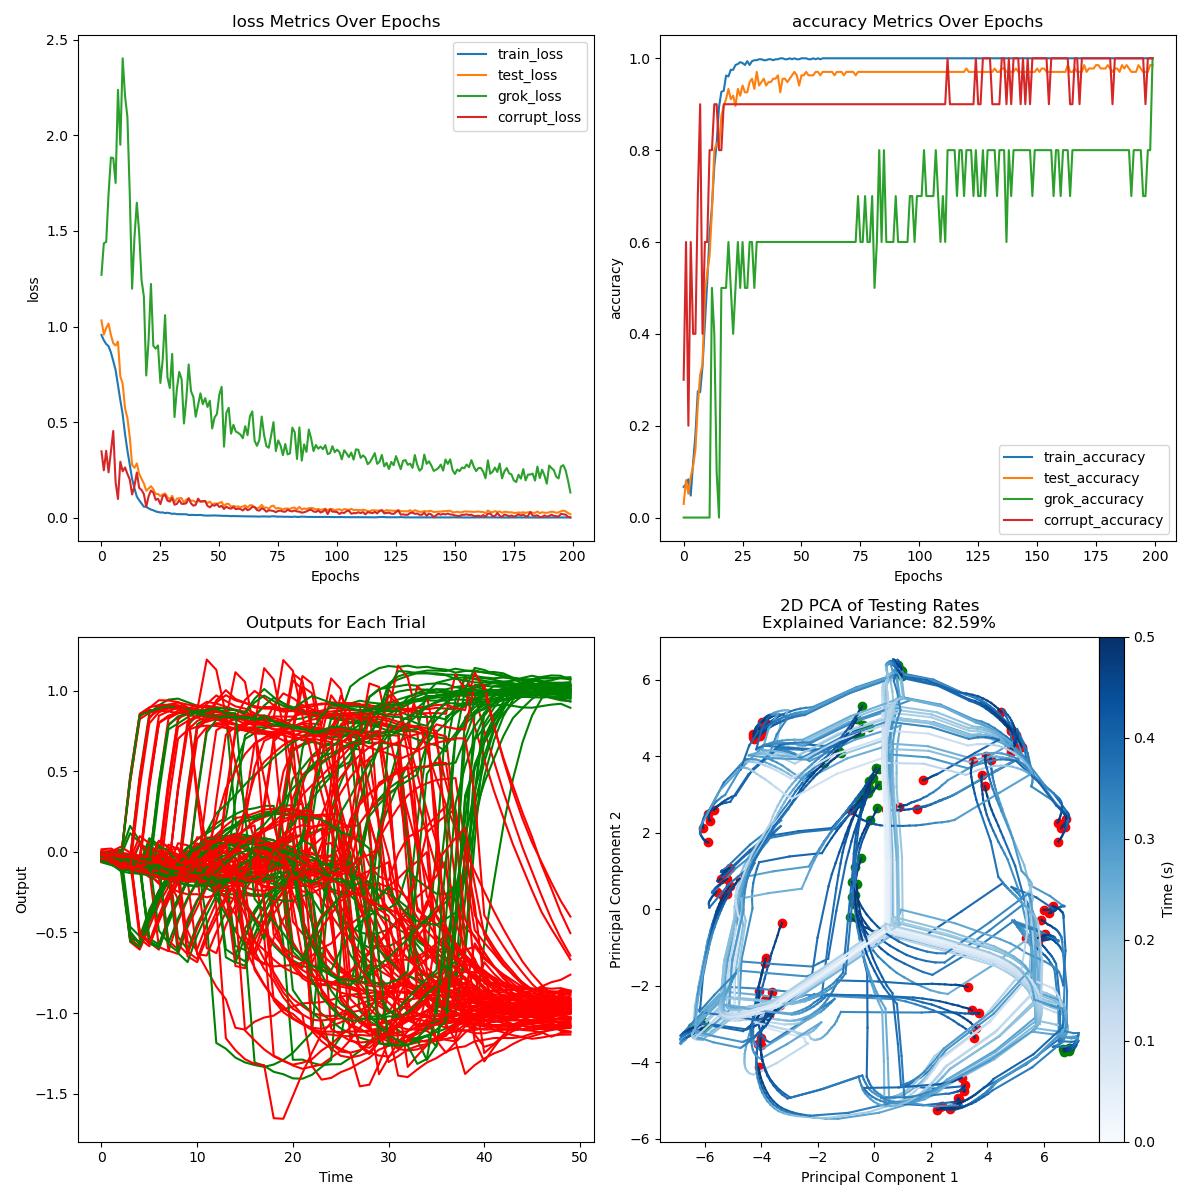 loss Metrics Over Epochs
2.5
2.0
1.5
1.0
0.5
0.0
loss
train_loss
test_loss
grok_loss
corrupt_loss
0
25
50
75
100
125
150
175
200
Epochs
accuracy Metrics Over Epochs
1.0
0.8
0.6
0.4
0.2
0.0
accuracy
train_accuracy
test_accuracy
grok_accuracy
corrupt_accuracy
0
25
50
75
100
125
150
175
200
Epochs
Outputs for Each Trial
1.0
0.5
0.0
−0.5
−1.0
−1.5
Output
0
10
20
30
40
50
Time
2D PCA of Testing Rates
Explained Variance: 82.59%
6
4
2
0
−2
−4
−6
Principal Component 2
−6
−4
−2
0
2
4
6
Principal Component 1
0.5
0.4
0.3
0.2
0.1
0.0
Time (s)